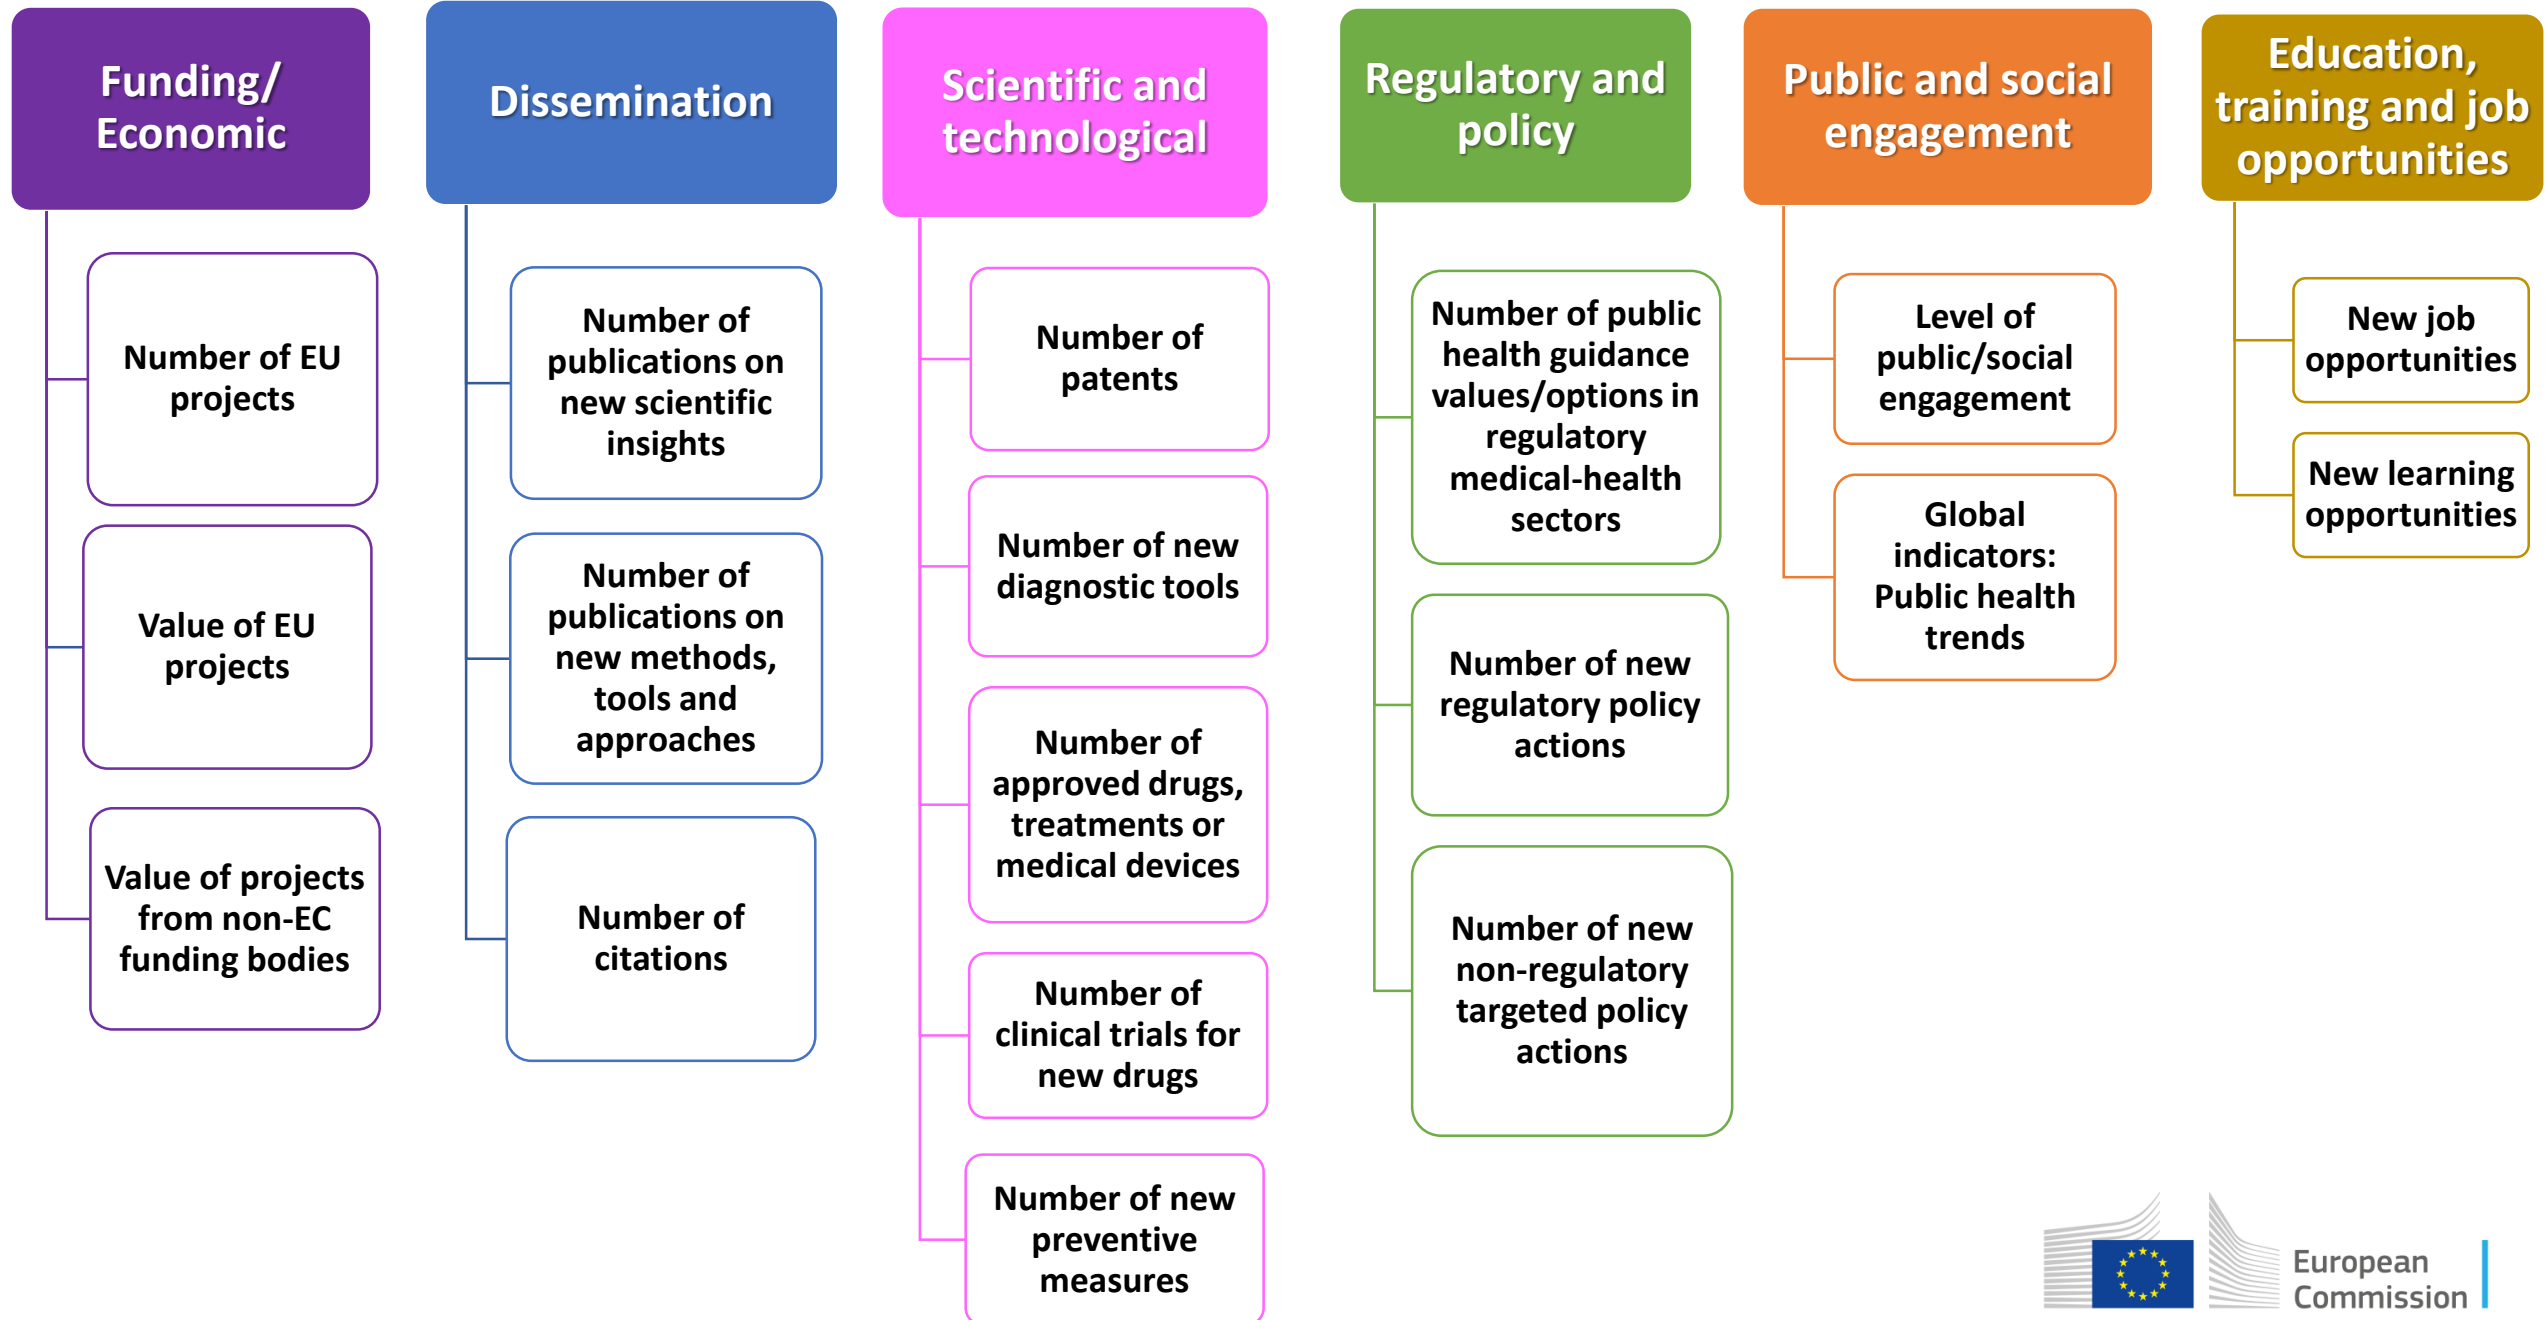 Funding/
Economic
Number of EU
projects
Value of EU
projects
Value of projects
from non-EC
funding bodies
Dissemination
Number of
publications on
new scientific
insights
Number of
publications on
new methods,
tools and
approaches
Number of
citations
Scientific and
technological
Number of
patents
Number of new
diagnostic tools
Number of
approved drugs,
treatments or
medical devices
Number of
clinical trials for
new drugs
Number of new
preventive
measures
Regulatory and
policy
Number of public
health guidance
values/options in
regulatory
medical-health
sectors
Number of new
regulatory policy
actions
Number of new
non-regulatory
targeted policy
actions
Public and social
engagement
Level of
public/social
engagement
Global
indicators:
Public health
trends
Education,
training and job
opportunities
New job
opportunities
New learning
opportunities
European
Commission